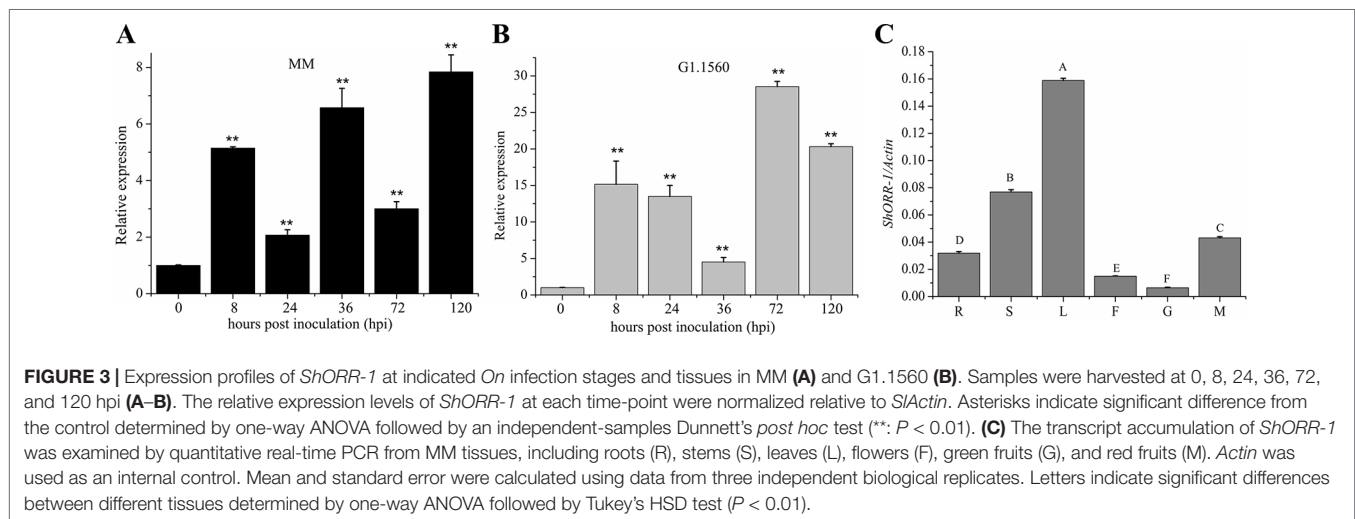 A
MM
**
**
**
**
**
8
6
4
2
0
Relative expression
0 8 24 36 72 120
hours post inoculation (hpi)
B
G1.1560
**
**
**
**
**
30
25
20
15
10
5
0
Relative expression
0 8 24 36 72 120
hours post inoculation (hpi)
C
0.18
0.16
0.14
0.12
0.10
0.08
0.06
0.04
0.02
0.00
ShORR-1/Actin
D B A E F C
R S L F G M
FIGURE 3 | Expression profiles of ShORR-1 at indicated On infection stages and tissues in MM (A) and G1.1560 (B). Samples were harvested at 0, 8, 24, 36, 72,
and 120 hpi (A–B). The relative expression levels of ShORR-1 at each time-point were normalized relative to SlActin. Asterisks indicate significant difference from
the control determined by one-way ANOVA followed by an independent-samples Dunnett's post hoc test (**: P < 0.01). (C) The transcript accumulation of ShORR-1
was examined by quantitative real-time PCR from MM tissues, including roots (R), stems (S), leaves (L), flowers (F), green fruits (G), and red fruits (M). Actin was
used as an internal control. Mean and standard error were calculated using data from three independent biological replicates. Letters indicate significant differences
between different tissues determined by one-way ANOVA followed by Tukey's HSD test (P < 0.01).